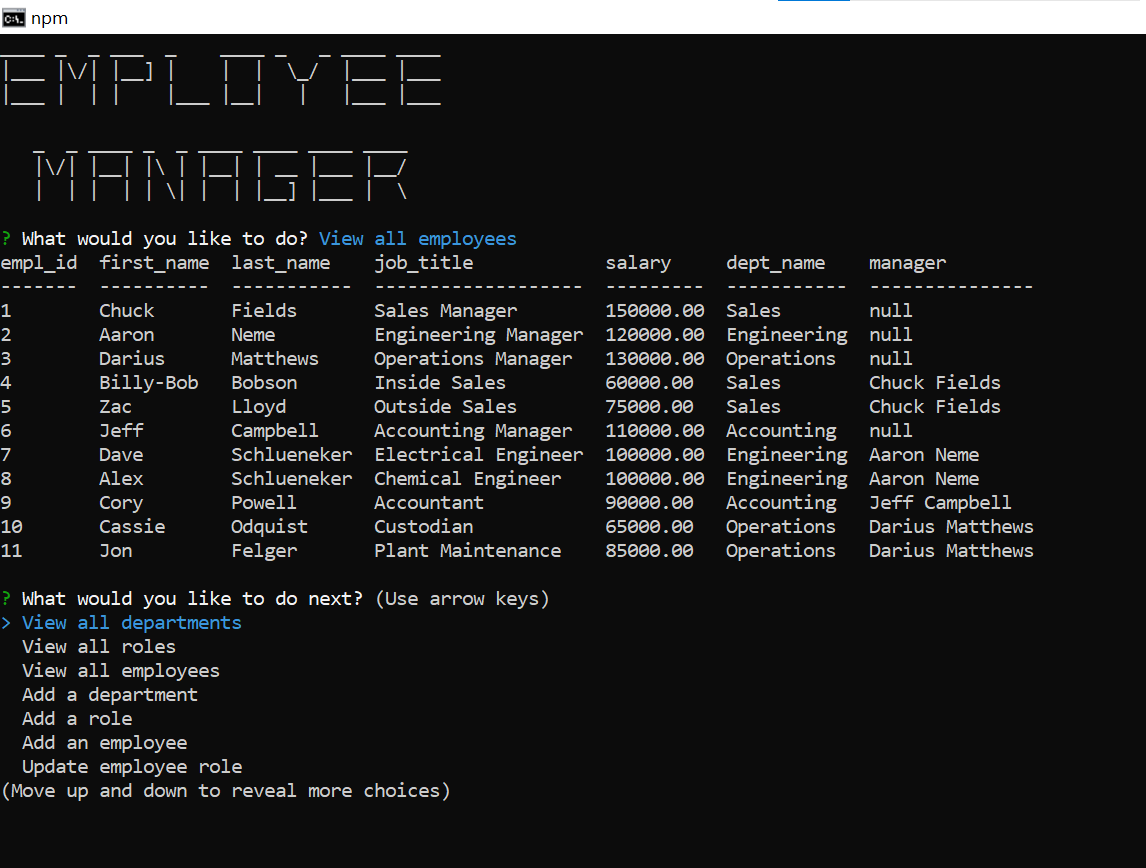 npm
EMPLOYEE
MANAGER
? What would you like to do? View all employees
empl_id  first_name  last_name    job_title            salary     dept_name    manager
-------  ----------  -----------  -------------------  ---------  -----------  ---------------
1        Chuck       Fields       Sales Manager        150000.00  Sales        null
2        Aaron       Neme         Engineering Manager  120000.00  Engineering  null
3        Darius      Matthews     Operations Manager   130000.00  Operations   null
4        Billy-Bob   Bobson       Inside Sales         60000.00   Sales        Chuck Fields
5        Zac         Lloyd        Outside Sales        75000.00   Sales        Chuck Fields
6        Jeff        Campbell     Accounting Manager   110000.00  Accounting   null
7        Dave        Schlueneker  Electrical Engineer  100000.00  Engineering  Aaron Neme
8        Alex        Schlueneker  Chemical Engineer    100000.00  Engineering  Aaron Neme
9        Cory        Powell       Accountant           90000.00   Accounting   Jeff Campbell
10       Cassie      Odquist      Custodian            65000.00   Operations   Darius Matthews
11       Jon         Felger       Plant Maintenance    85000.00   Operations   Darius Matthews
? What would you like to do next? (Use arrow keys)
> View all departments
  View all roles
  View all employees
  Add a department
  Add a role
  Add an employee
  Update employee role
(Move up and down to reveal more choices)